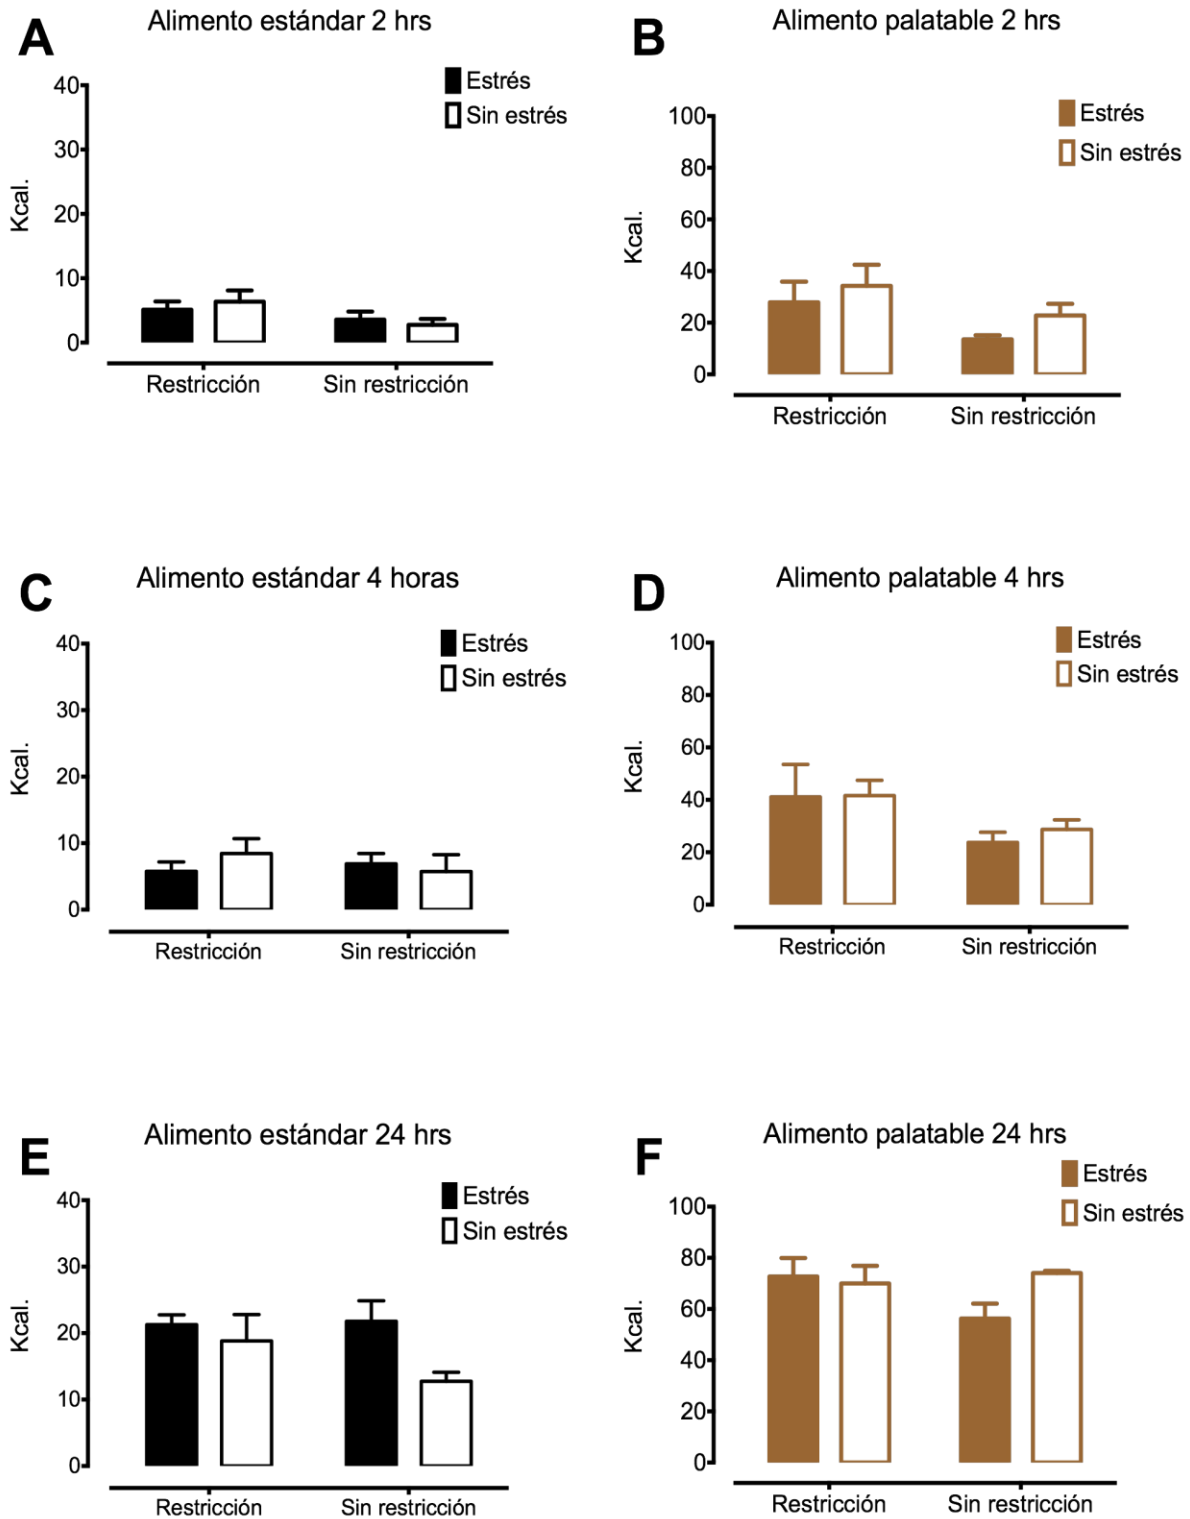 A
Alimento estándar 2 hrs
Estrés
Sin estrés
40
30
20
10
0
Kcal.
Restricción
Sin restricción
B
Alimento palatable 2 hrs
Estrés
Sin estrés
100
80
60
40
20
0
Kcal.
Restricción
Sin restricción
C
Alimento estándar 4 horas
Estrés
Sin estrés
40
30
20
10
0
Kcal.
Restricción
Sin restricción
D
Alimento palatable 4 hrs
Estrés
Sin estrés
100
80
60
40
20
0
Kcal.
Restricción
Sin restricción
E
Alimento estándar 24 hrs
Estrés
Sin estrés
40
30
20
10
0
Kcal.
Restricción
Sin restricción
F
Alimento palatable 24 hrs
Estrés
Sin estrés
100
80
60
40
20
0
Kcal.
Restricción
Sin restricción